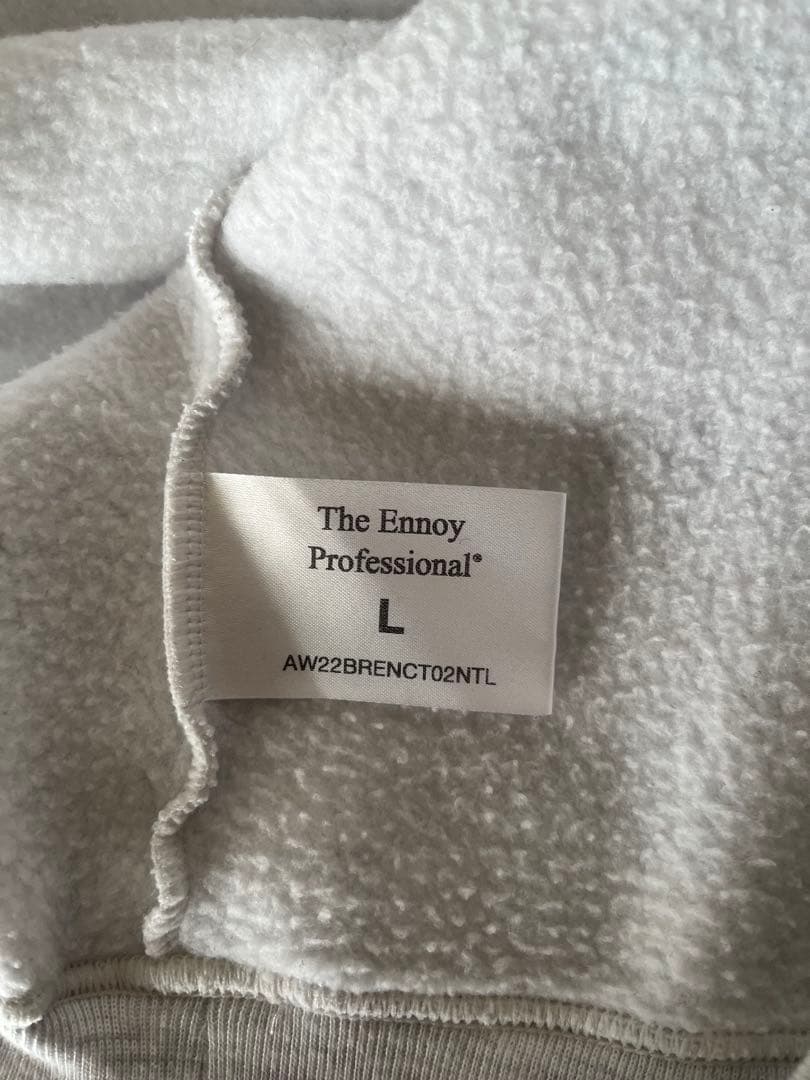 The Ennoy
Professional®
L
AW22BRENCT02NTL